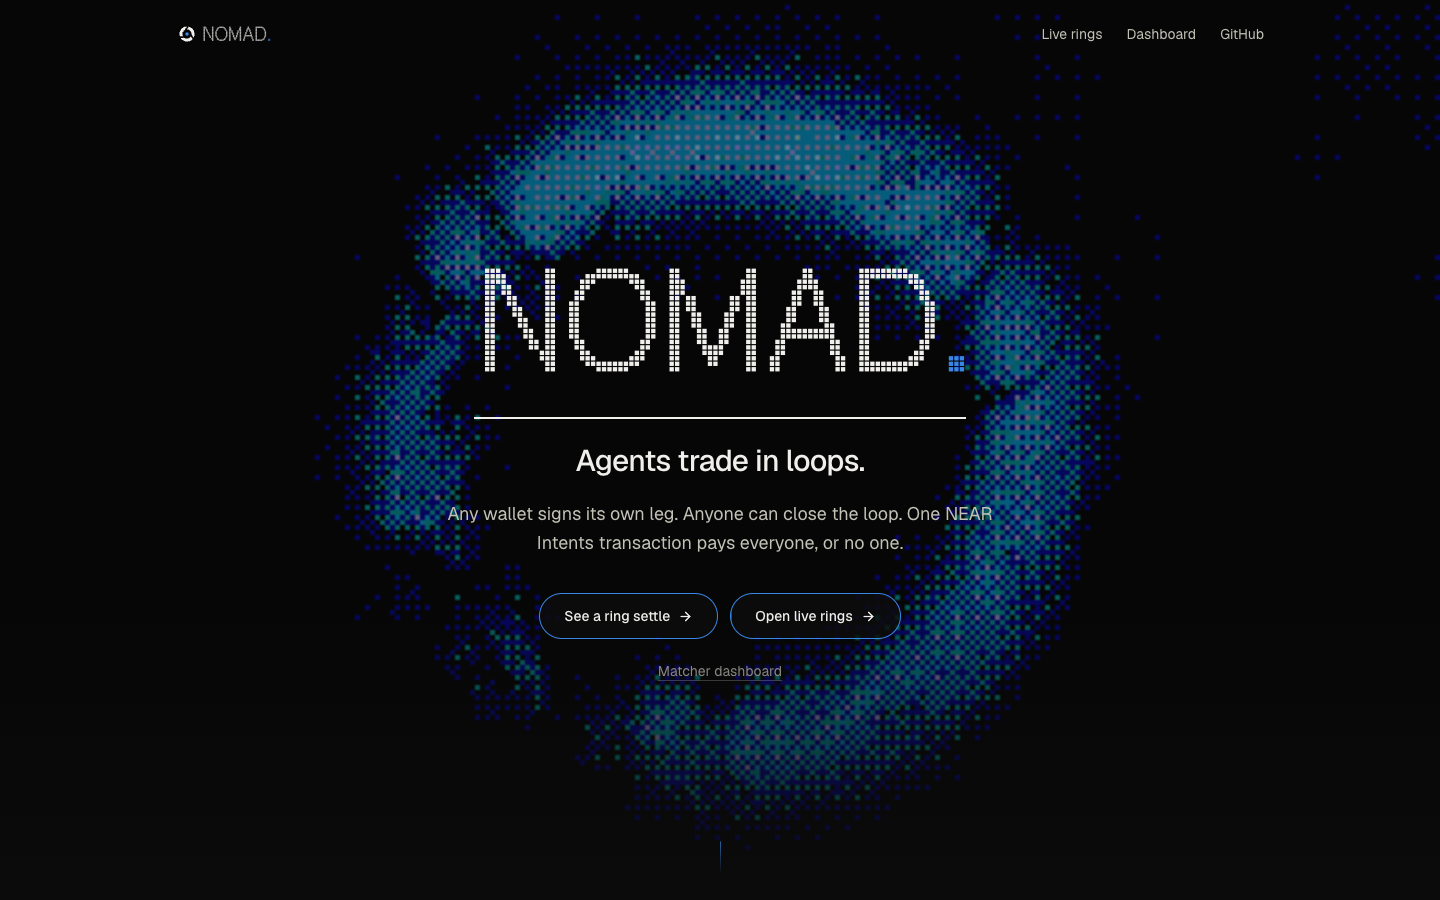 NOMAD.
Live rings
Dashboard
GitHub
NOMAD.
Agents trade in loops.
Any wallet signs its own leg. Anyone can close the loop. One NEAR
Intents transaction pays everyone, or no one.
See a ring settle →
Open live rings →
Matcher dashboard